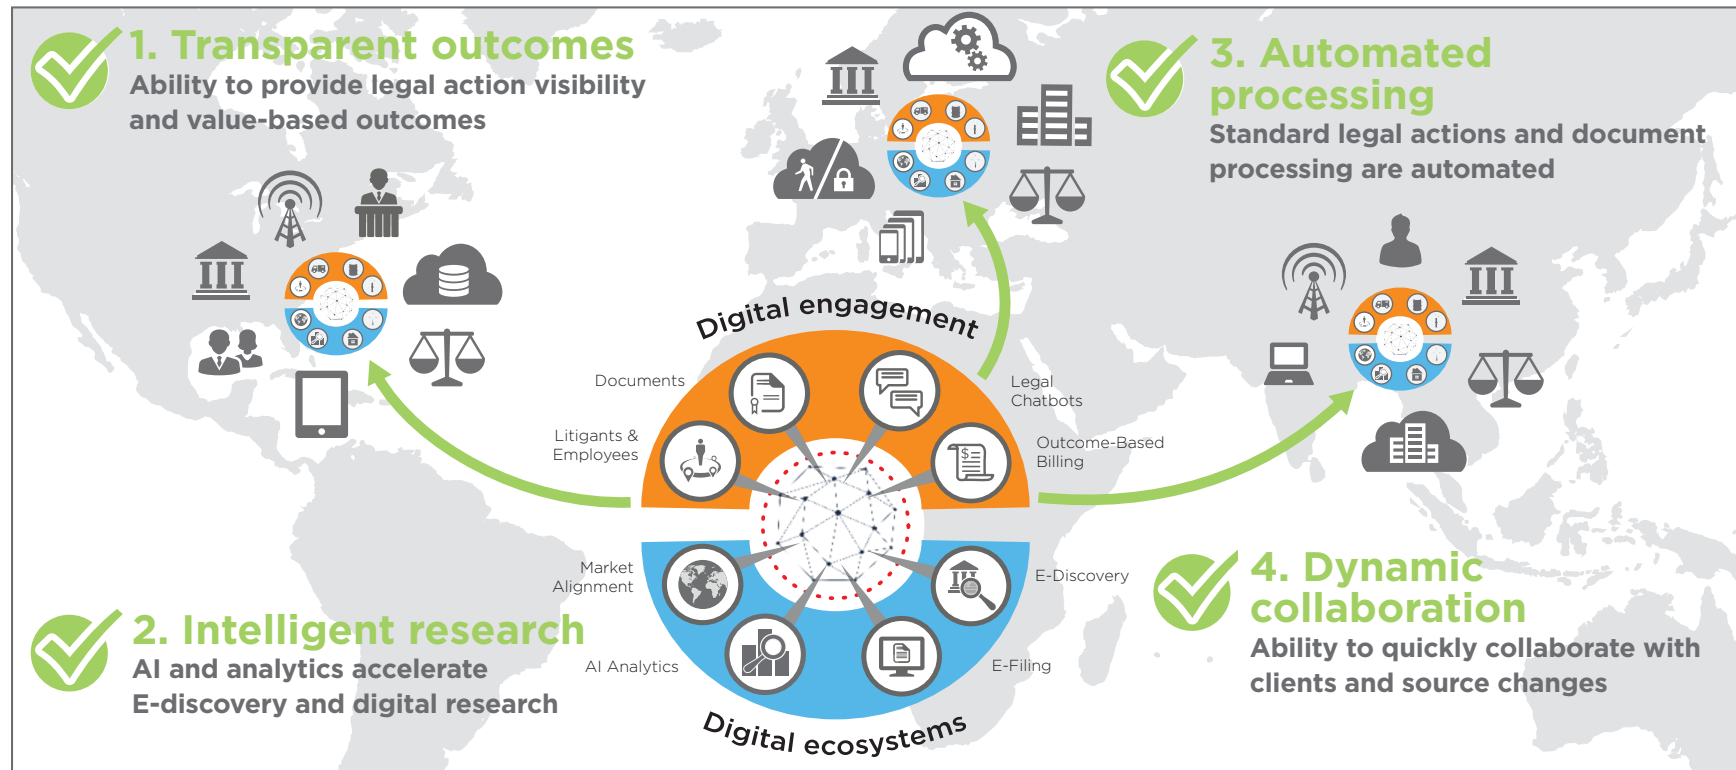 1. Transparent outcomes
Ability to provide legal action visibility
and value-based outcomes
3. Automated
processing
Standard legal actions and document
processing are automated
Digital engagement
Documents
Legal
Chatbots
Litigants &
Employees
Outcome-Based
Billing
$
Market
Alignment
E-Discovery
AI Analytics
E-Filing
Digital ecosystems
2. Intelligent research
AI and analytics accelerate
E-discovery and digital research
4. Dynamic
collaboration
Ability to quickly collaborate with
clients and source changes